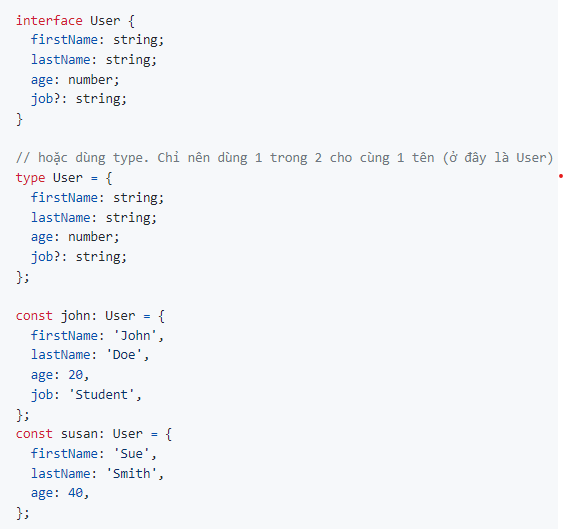 interface User {
  firstName: string;
  lastName: string;
  age: number;
  job?: string;
}
// hoặc dùng type. Chỉ nên dùng 1 trong 2 cho cùng 1 tên (ở đây là User)
type User = {
  firstName: string;
  lastName: string;
  age: number;
  job?: string;
};
const john: User = {
  firstName: 'John',
  lastName: 'Doe',
  age: 20,
  job: 'Student',
};
const susan: User = {
  firstName: 'Sue',
  lastName: 'Smith',
  age: 40,
};